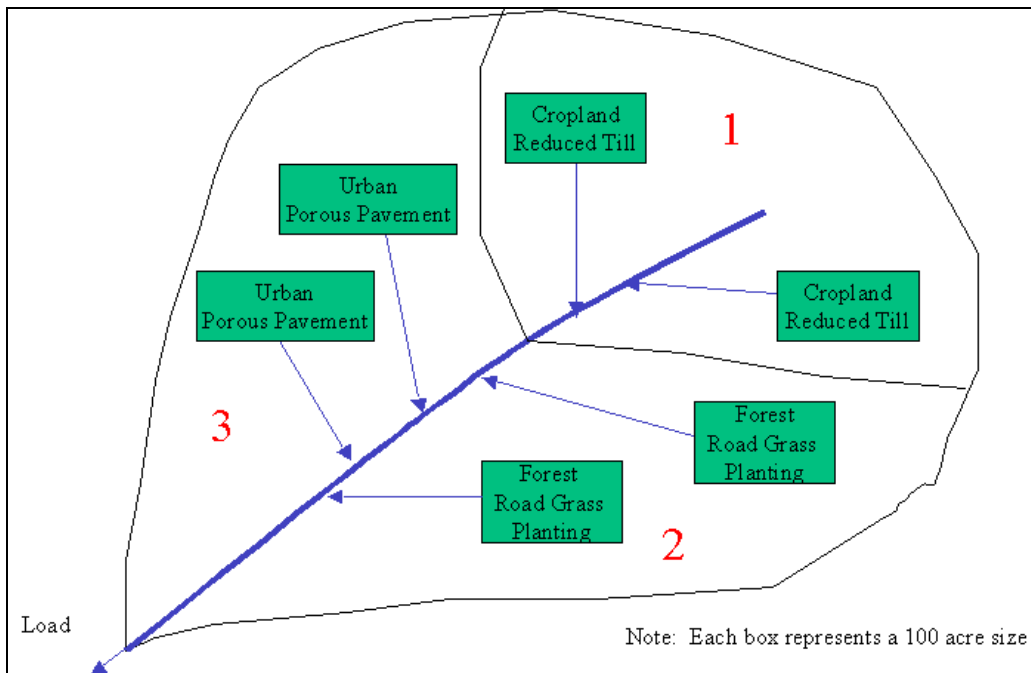 Cropland
Reduced Till
1
Urban
Porous Pavement
Urban
Porous Pavement
Cropland
Reduced Till
3
Forest
Road Grass
Planting
Forest
Road Grass
Planting
2
Load
Note: Each box represents a 100 acre size